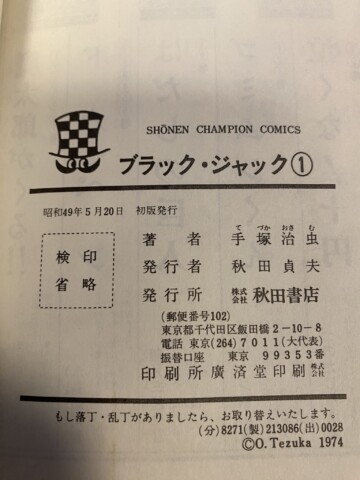 SHŌNEN CHAMPION COMICS
ブラック・ジャック①
昭和49年5月20日 初版発行
検印
省略
著者 手塚治虫
てづかおさむ
発行者 秋田貞夫
発行所 株式会社 秋田書店
(郵便番号102)
東京都千代田区飯田橋2-10-8
電話 東京(264)7011(大代表)
振替口座 東京 99353番
印刷所 廣済堂印刷株式会社
もし落丁・乱丁がありましたら、お取り替えいたします。
(分)8271(製)213086(出)0028
©O.Tezuka 1974